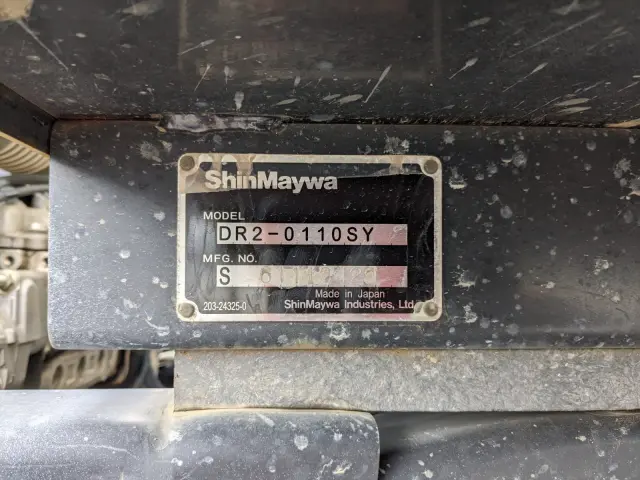 ShinMaywa
MODEL
DR2-0110SY
MFG. NO.
S
Made in Japan
203-24325-0 ShinMaywa Industries, Ltd.